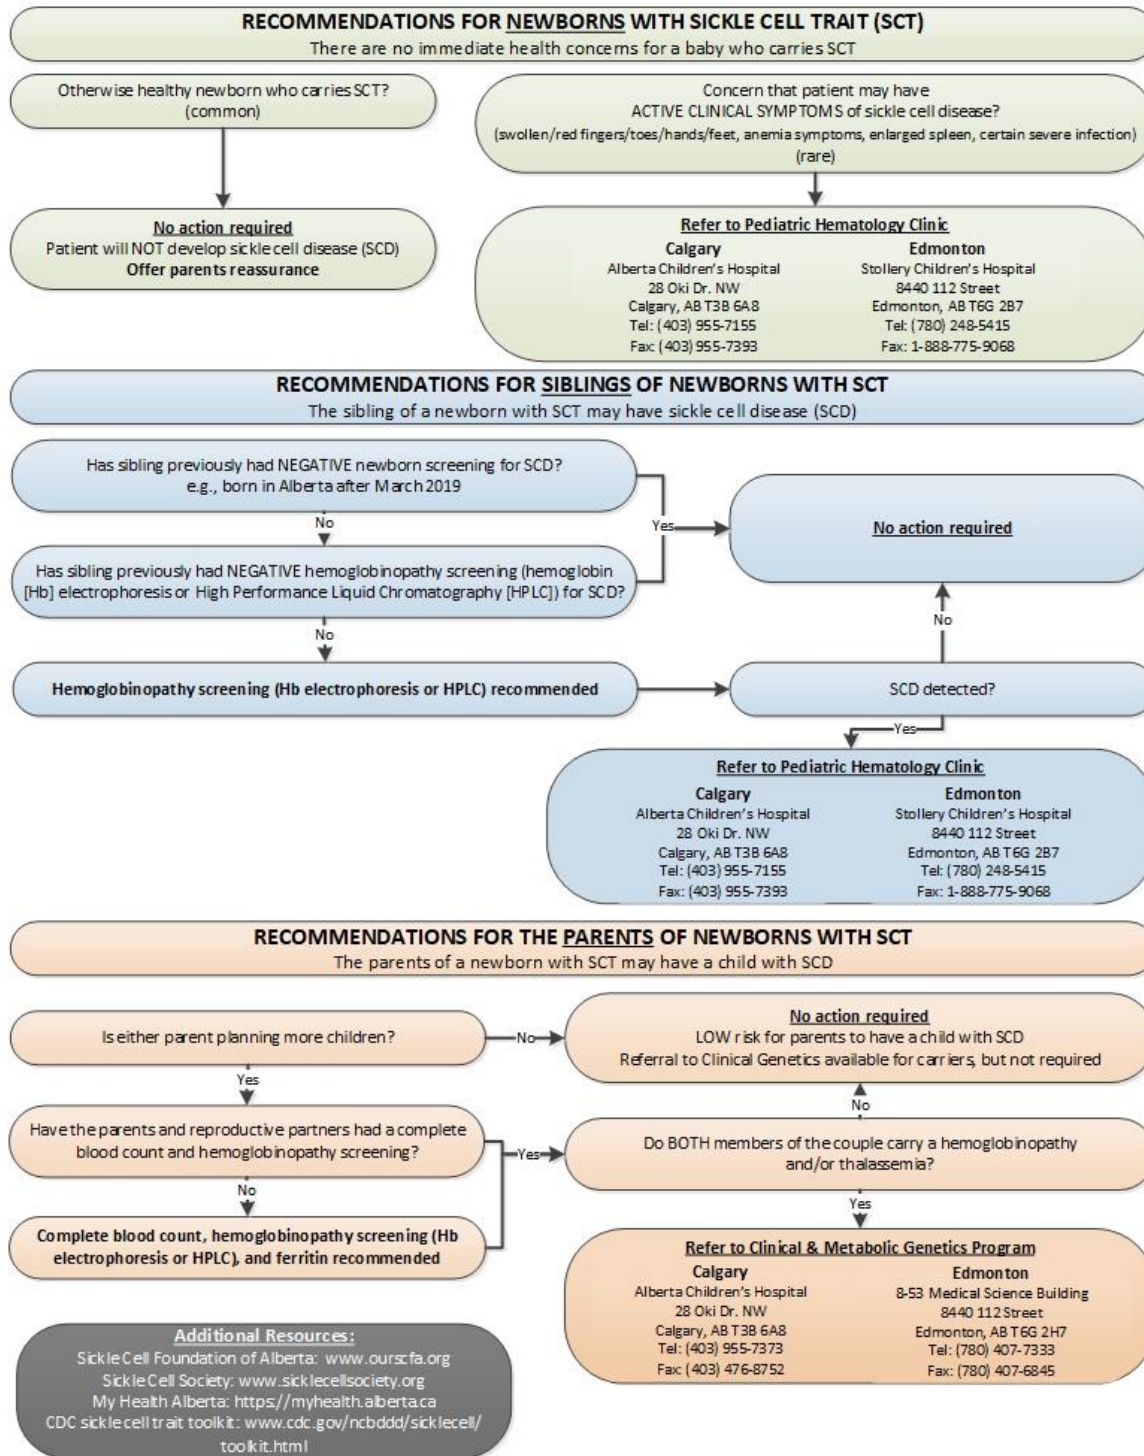 RECOMMENDATIONS FOR NEWBORNS WITH SICKLE CELL TRAIT (SCT)
There are no immediate health concerns for a baby who carries SCT
Otherwise healthy newborn who carries SCT?
(common)
No action required
Patient will NOT develop sickle cell disease (SCD)
Offer parents reassurance
Concern that patient may have
ACTIVE CLINICAL SYMPTOMS of sickle cell disease?
(swollen/red fingers/toes/hands/feet, anemia symptoms, enlarged spleen, certain severe infection)
(rare)
Refer to Pediatric Hematology Clinic
Calgary
Alberta Children's Hospital
28 Oki Dr. NW
Calgary, AB T3B 6A8
Tel: (403) 955-7155
Fax: (403) 955-7393
Edmonton
Stollery Children's Hospital
8440 112 Street
Edmonton, AB T6G 2B7
Tel: (780) 248-5415
Fax: 1-888-775-9068
RECOMMENDATIONS FOR SIBLINGS OF NEWBORNS WITH SCT
The sibling of a newborn with SCT may have sickle cell disease (SCD)
Has sibling previously had NEGATIVE newborn screening for SCD?
e.g., born in Alberta after March 2019
No
Yes
No action required
Has sibling previously had NEGATIVE hemoglobinopathy screening (hemoglobin
[Hb] electrophoresis or High Performance Liquid Chromatography [HPLC]) for SCD?
No
No
Hemoglobinopathy screening (Hb electrophoresis or HPLC) recommended
SCD detected?
Yes
Refer to Pediatric Hematology Clinic
Calgary
Alberta Children's Hospital
28 Oki Dr. NW
Calgary, AB T3B 6A8
Tel: (403) 955-7155
Fax: (403) 955-7393
Edmonton
Stollery Children's Hospital
8440 112 Street
Edmonton, AB T6G 2B7
Tel: (780) 248-5415
Fax: 1-888-775-9068
RECOMMENDATIONS FOR THE PARENTS OF NEWBORNS WITH SCT
The parents of a newborn with SCT may have a child with SCD
Is either parent planning more children?
No
No action required
LOW risk for parents to have a child with SCD
Referral to Clinical Genetics available for carriers, but not required
Yes
No
Have the parents and reproductive partners had a complete
blood count and hemoglobinopathy screening?
Yes
Do BOTH members of the couple carry a hemoglobinopathy
and/or thalassemia?
No
Yes
Complete blood count, hemoglobinopathy screening (Hb
electrophoresis or HPLC), and ferritin recommended
Refer to Clinical & Metabolic Genetics Program
Calgary
Alberta Children's Hospital
28 Oki Dr. NW
Calgary, AB T3B 6A8
Tel: (403) 955-7373
Fax: (403) 476-8752
Edmonton
8-53 Medical Science Building
8440 112 Street
Edmonton, AB T6G 2H7
Tel: (780) 407-7333
Fax: (780) 407-6845
Additional Resources:
Sickle Cell Foundation of Alberta: www.ourscfa.org
Sickle Cell Society: www.sicklecellsociety.org
My Health Alberta: https://myhealth.alberta.ca
CDC sickle cell trait toolkit: www.cdc.gov/ncbddd/sicklecell/
toolkit.html